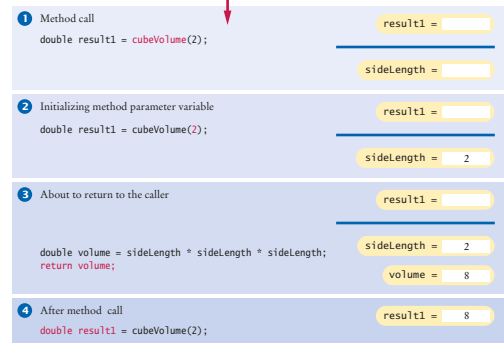 1 Method call
result1 =
double result1 = cubeVolume(2);
sideLength =
2 Initializing method parameter variable
result1 =
double result1 = cubeVolume(2);
sideLength = 2
3 About to return to the caller
result1 =
double volume = sideLength * sideLength * sideLength;
sideLength = 2
return volume;
volume = 8
4 After method call
result1 = 8
double result1 = cubeVolume(2);